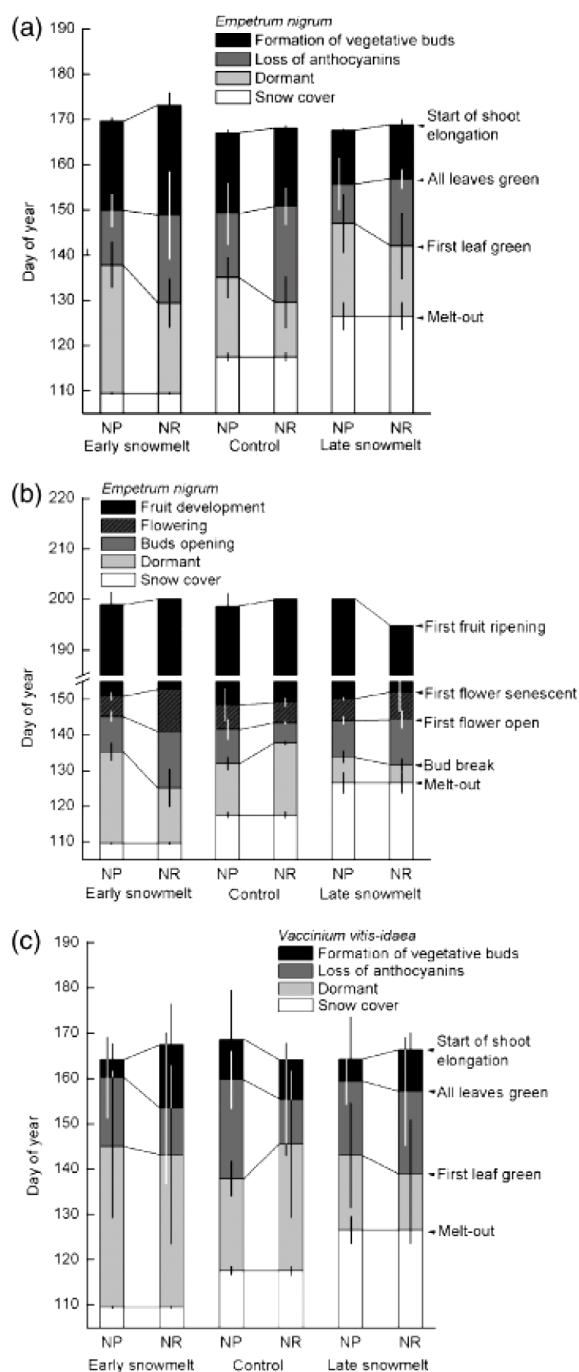 (a)
Empetrum nigrum
Formation of vegetative buds
Loss of anthocyanins
Dormant
Snow cover
190
180
170
160
150
140
130
120
110
Day of year
Start of shoot
elongation
All leaves green
First leaf green
Melt-out
NP NR NP NR NP NR
Early snowmelt Control Late snowmelt
(b)
Empetrum nigrum
Fruit development
Flowering
Buds opening
Dormant
Snow cover
220
210
200
190
150
140
130
120
110
Day of year
First fruit ripening
First flower senescent
First flower open
Bud break
Melt-out
NP NR NP NR NP NR
Early snowmelt Control Late snowmelt
(c)
Vaccinium vitis-idaea
Formation of vegetative buds
Loss of anthocyanins
Dormant
Snow cover
190
180
170
160
150
140
130
120
110
Day of year
Start of shoot
elongation
All leaves green
First leaf green
Melt-out
NP NR NP NR NP NR
Early snowmelt Control Late snowmelt